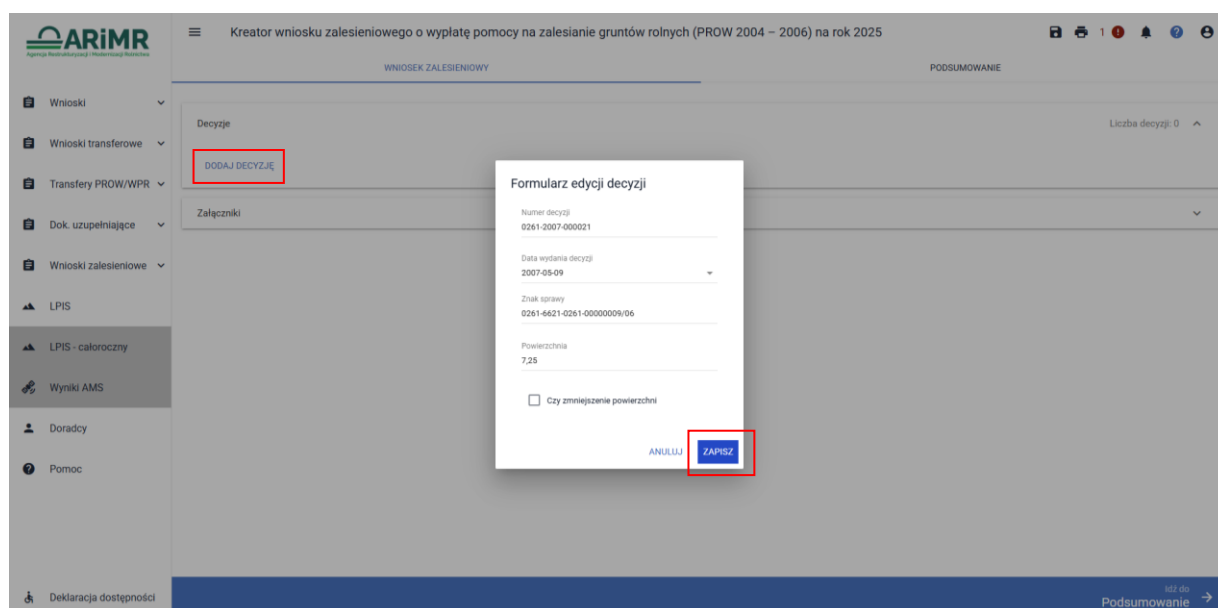 ARiMR
Agencja Restrukturyzacji i Modernizacji Rolnictwa
Kreator wniosku zalesieniowego o wypłatę pomocy na zalesianie gruntów rolnych (PROW 2004 – 2006) na rok 2025
1
WNIOSEK ZALESIENIOWY
PODSUMOWANIE
Wnioski
Wnioski transferowe
Transfery PROW/WPR
Dok. uzupełniające
Wnioski zalesieniowe
LPIS
LPIS - całoroczny
Wyniki AMS
Doradcy
Pomoc
Deklaracja dostępności
Decyzje
Liczba decyzji: 0
DODAJ DECYZJĘ
Załączniki
Formularz edycji decyzji
Numer decyzji
0261-2007-000021
Data wydania decyzji
2007-05-09
Znak sprawy
0261-6621-0261-00000009/06
Powierzchnia
7,25
Czy zmniejszenie powierzchni
ANULUJ
ZAPISZ
Idź do
Podsumowanie